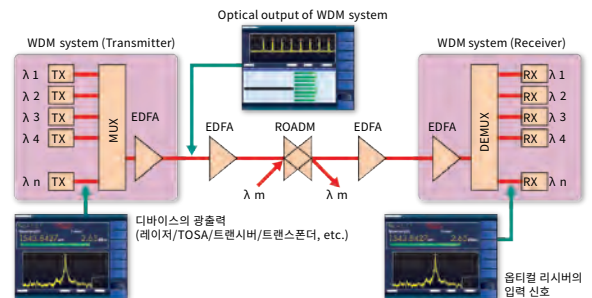 Optical output of WDM system
WDM system (Transmitter)
WDM system (Receiver)
λ 1 TX
λ 2 TX
λ 3 TX
λ 4 TX
λ n TX
MUX
EDFA
EDFA
ROADM
EDFA
EDFA
DEMUX
RX λ 1
RX λ 2
RX λ 3
RX λ 4
RX λ n
λ m
λ m
디바이스의 광출력
(레이저/TOSA/트랜시버/트랜스폰더, etc.)
옵티컬 리시버의
입력 신호